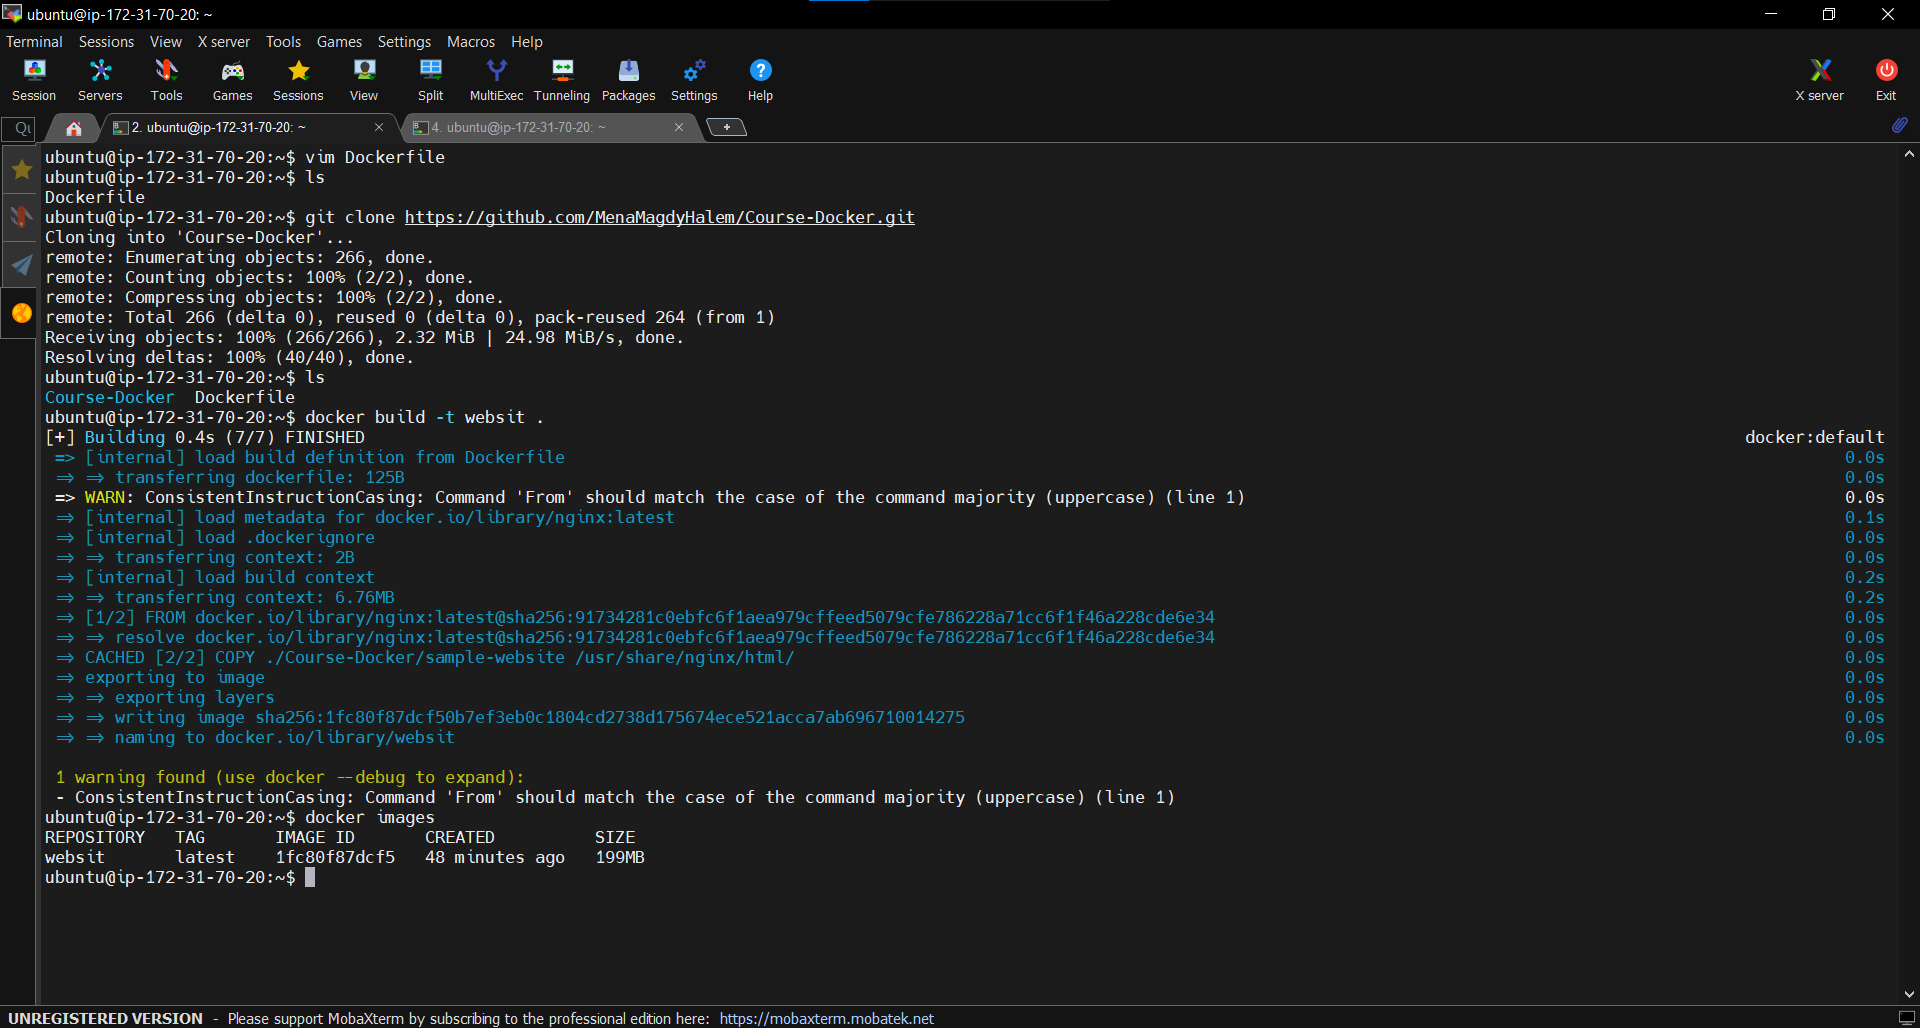 ubuntu@ip-172-31-70-20: ~
Terminal Sessions View X server Tools Games Settings Macros Help
Session Servers Tools Games Sessions View Split MultiExec Tunneling Packages Settings Help X server Exit
2. ubuntu@ip-172-31-70-20: ~ 4. ubuntu@ip-172-31-70-20: ~
ubuntu@ip-172-31-70-20:~$ vim Dockerfile
ubuntu@ip-172-31-70-20:~$ ls
Dockerfile
ubuntu@ip-172-31-70-20:~$ git clone https://github.com/MenaMagdyHalem/Course-Docker.git
Cloning into 'Course-Docker'...
remote: Enumerating objects: 266, done.
remote: Counting objects: 100% (2/2), done.
remote: Compressing objects: 100% (2/2), done.
remote: Total 266 (delta 0), reused 0 (delta 0), pack-reused 264 (from 1)
Receiving objects: 100% (266/266), 2.32 MiB | 24.98 MiB/s, done.
Resolving deltas: 100% (40/40), done.
ubuntu@ip-172-31-70-20:~$ ls
Course-Docker Dockerfile
ubuntu@ip-172-31-70-20:~$ docker build -t websit .
[+] Building 0.4s (7/7) FINISHED docker:default
=> [internal] load build definition from Dockerfile 0.0s
=> => transferring dockerfile: 125B 0.0s
=> WARN: ConsistentInstructionCasing: Command 'From' should match the case of the command majority (uppercase) (line 1) 0.0s
=> [internal] load metadata for docker.io/library/nginx:latest 0.1s
=> [internal] load .dockerignore 0.0s
=> => transferring context: 2B 0.0s
=> [internal] load build context 0.2s
=> => transferring context: 6.76MB 0.2s
=> [1/2] FROM docker.io/library/nginx:latest@sha256:91734281c0ebfc6f1aea979cffeed5079cfe786228a71cc6f1f46a228cde6e34 0.0s
=> => resolve docker.io/library/nginx:latest@sha256:91734281c0ebfc6f1aea979cffeed5079cfe786228a71cc6f1f46a228cde6e34 0.0s
=> CACHED [2/2] COPY ./Course-Docker/sample-website /usr/share/nginx/html/ 0.0s
=> exporting to image 0.0s
=> => exporting layers 0.0s
=> => writing image sha256:1fc80f87dcf50b7ef3eb0c1804cd2738d175674ece521acca7ab696710014275 0.0s
=> => naming to docker.io/library/websit 0.0s
1 warning found (use docker --debug to expand):
- ConsistentInstructionCasing: Command 'From' should match the case of the command majority (uppercase) (line 1)
ubuntu@ip-172-31-70-20:~$ docker images
REPOSITORY TAG IMAGE ID CREATED SIZE
websit latest 1fc80f87dcf5 48 minutes ago 199MB
ubuntu@ip-172-31-70-20:~$
UNREGISTERED VERSION - Please support MobaXterm by subscribing to the professional edition here: https://mobaxterm.mobatek.net